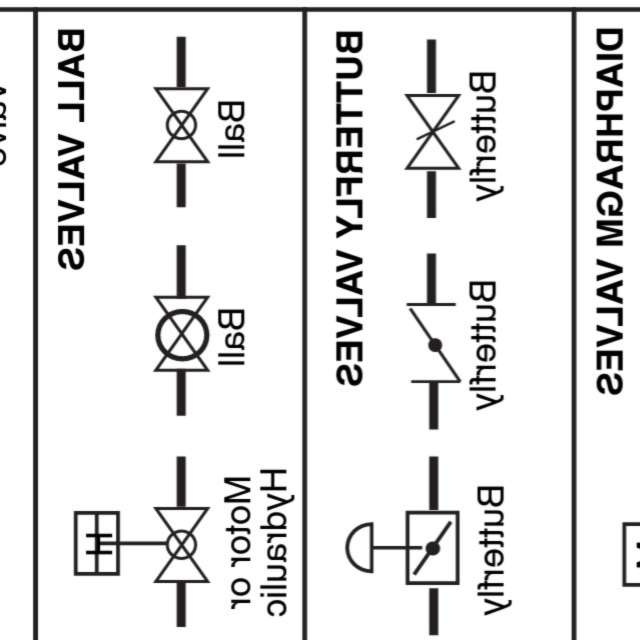 BALL VALVES
Ball
Ball
H
Motor or
Hydraulic
BUTTERFLY VALVES
Butterfly
Butterfly
Butterfly
DIAPHRAGM VALVES